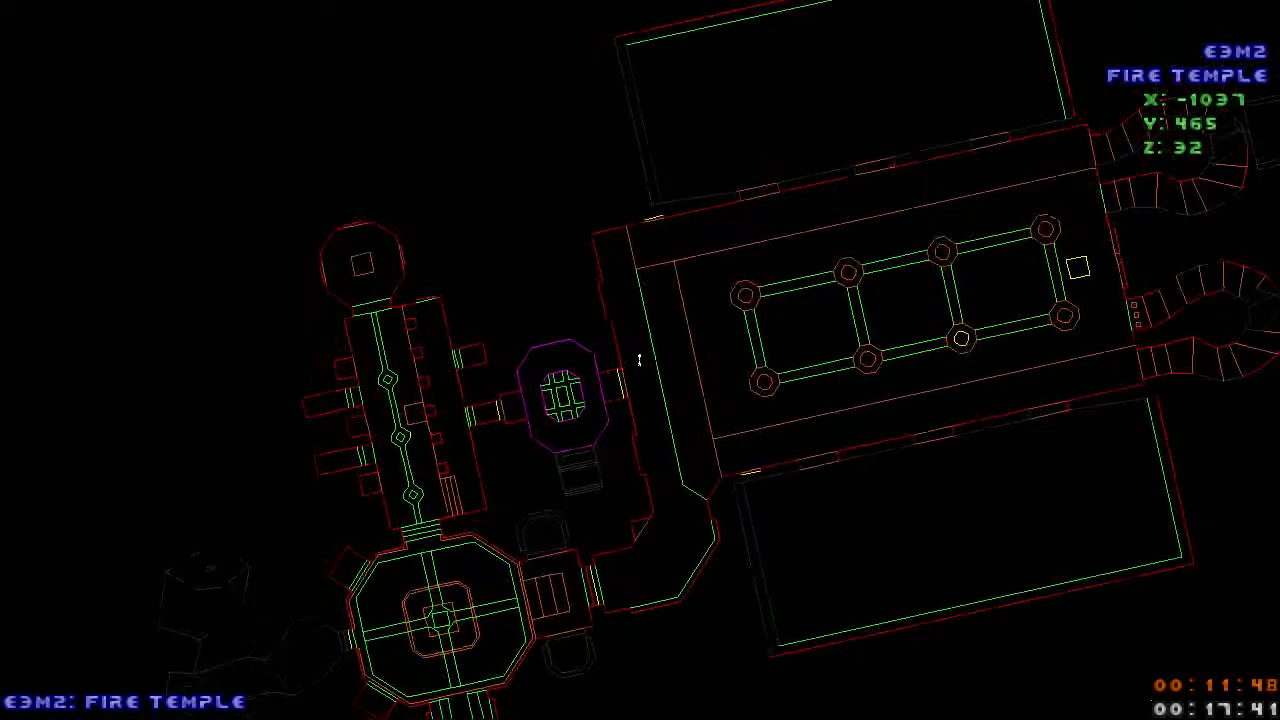 E3M2
FIRE TEMPLE
X: -1037
Y: 465
Z: 32
E3M2: FIRE TEMPLE
00:11:48
00:17:41